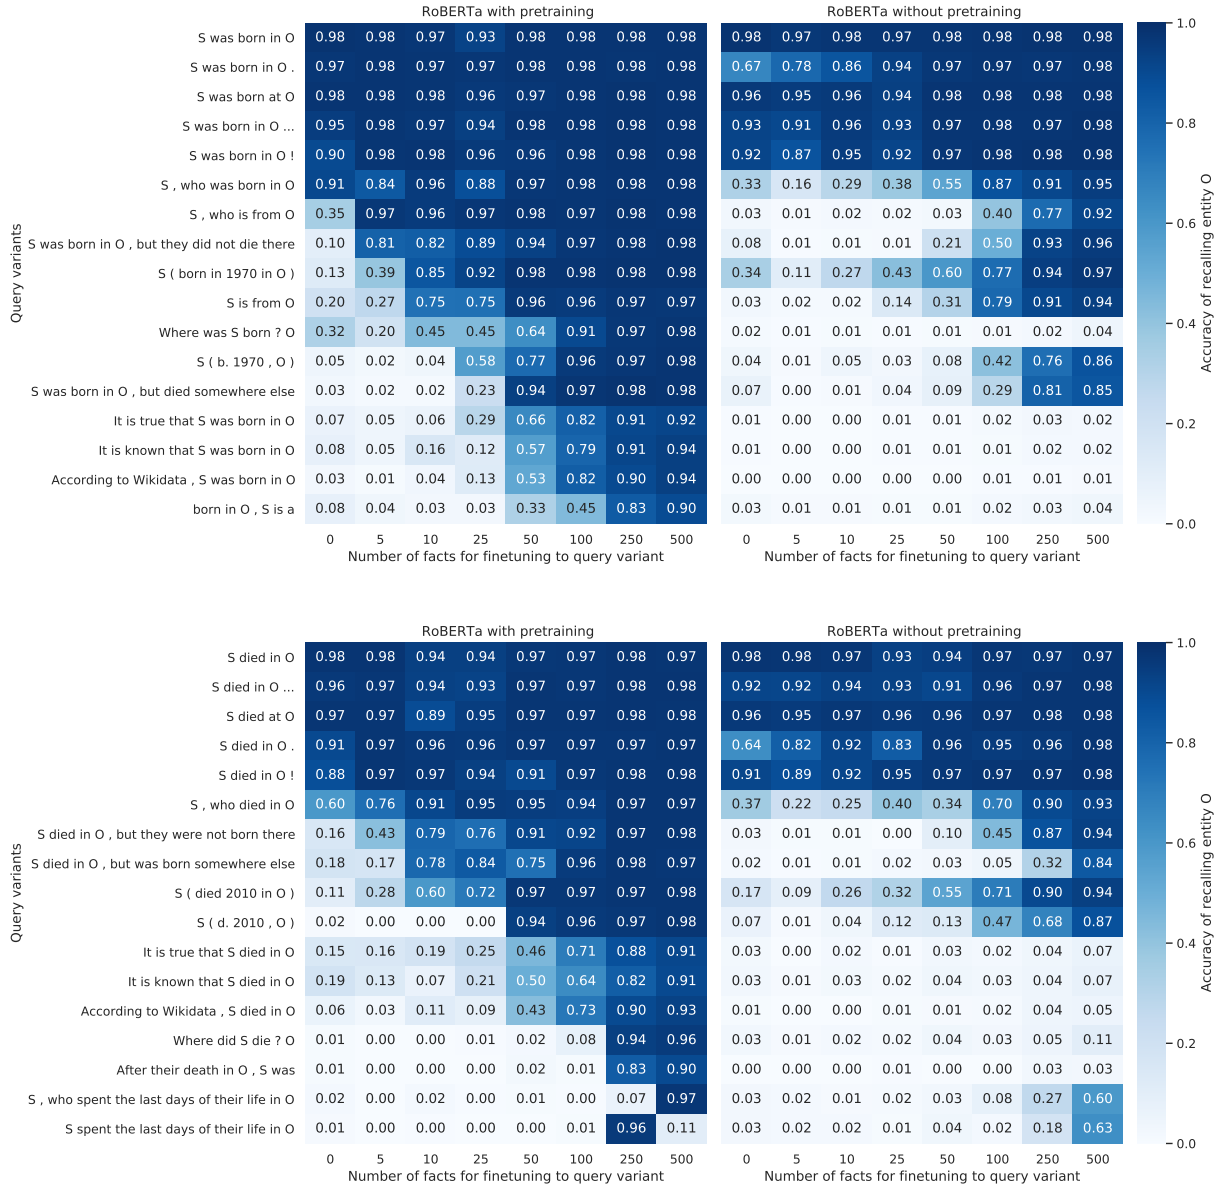 RoBERTa with pretraining RoBERTa without pretraining
S was born in O 0.98 0.98 0.97 0.93 0.98 0.98 0.98 0.98 0.98 0.97 0.98 0.97 0.98 0.98 0.98 0.98 1.0
S was born in O . 0.97 0.98 0.97 0.97 0.98 0.98 0.98 0.98 0.67 0.78 0.86 0.94 0.97 0.97 0.97 0.98
S was born at O 0.98 0.98 0.98 0.96 0.97 0.98 0.98 0.98 0.96 0.95 0.96 0.94 0.98 0.98 0.98 0.98
S was born in O ... 0.95 0.98 0.97 0.94 0.98 0.98 0.98 0.98 0.93 0.91 0.96 0.93 0.97 0.98 0.97 0.98 0.8
S was born in O ! 0.90 0.98 0.98 0.96 0.96 0.98 0.98 0.98 0.92 0.87 0.95 0.92 0.97 0.98 0.98 0.98
S , who was born in O 0.91 0.84 0.96 0.88 0.97 0.98 0.98 0.98 0.33 0.16 0.29 0.38 0.55 0.87 0.91 0.95
S , who is from O 0.35 0.97 0.96 0.97 0.98 0.97 0.98 0.98 0.03 0.01 0.02 0.02 0.03 0.40 0.77 0.92 0.6
S was born in O , but they did not die there 0.10 0.81 0.82 0.89 0.94 0.97 0.98 0.98 0.08 0.01 0.01 0.01 0.21 0.50 0.93 0.96
S ( born in 1970 in O ) 0.13 0.39 0.85 0.92 0.98 0.98 0.98 0.98 0.34 0.11 0.27 0.43 0.60 0.77 0.94 0.97
S is from O 0.20 0.27 0.75 0.75 0.96 0.96 0.97 0.97 0.03 0.02 0.02 0.14 0.31 0.79 0.91 0.94
Where was S born ? O 0.32 0.20 0.45 0.45 0.64 0.91 0.97 0.98 0.02 0.01 0.01 0.01 0.01 0.01 0.02 0.04 0.4
S ( b. 1970 , O ) 0.05 0.02 0.04 0.58 0.77 0.96 0.97 0.98 0.04 0.01 0.05 0.03 0.08 0.42 0.76 0.86
S was born in O , but died somewhere else 0.03 0.02 0.02 0.23 0.94 0.97 0.98 0.98 0.07 0.00 0.01 0.04 0.09 0.29 0.81 0.85
It is true that S was born in O 0.07 0.05 0.06 0.29 0.66 0.82 0.91 0.92 0.01 0.00 0.01 0.01 0.01 0.02 0.03 0.02
It is known that S was born in O 0.08 0.05 0.16 0.12 0.57 0.79 0.91 0.94 0.01 0.00 0.00 0.01 0.01 0.01 0.02 0.02 0.2
According to Wikidata , S was born in O 0.03 0.01 0.04 0.13 0.53 0.82 0.90 0.94 0.00 0.00 0.00 0.00 0.00 0.00 0.01 0.01
born in O , S is a 0.08 0.04 0.03 0.03 0.33 0.45 0.83 0.90 0.03 0.01 0.01 0.01 0.01 0.02 0.03 0.04
0.0
0 5 10 25 50 100 250 500 0 5 10 25 50 100 250 500
Number of facts for finetuning to query variant Number of facts for finetuning to query variant
Query variants
Accuracy of recalling entity O
RoBERTa with pretraining RoBERTa without pretraining
S died in O 0.98 0.98 0.94 0.94 0.97 0.97 0.98 0.97 0.98 0.98 0.97 0.93 0.94 0.97 0.97 0.97 1.0
S died in O ... 0.96 0.97 0.94 0.93 0.97 0.97 0.98 0.98 0.92 0.92 0.94 0.93 0.91 0.96 0.97 0.98
S died at O 0.97 0.97 0.89 0.95 0.97 0.97 0.98 0.98 0.96 0.95 0.97 0.96 0.96 0.97 0.98 0.98
S died in O . 0.91 0.97 0.96 0.96 0.97 0.97 0.97 0.97 0.64 0.82 0.92 0.83 0.96 0.95 0.96 0.98 0.8
S died in O ! 0.88 0.97 0.97 0.94 0.91 0.97 0.98 0.98 0.91 0.89 0.92 0.95 0.97 0.97 0.97 0.98
S , who died in O 0.60 0.76 0.91 0.95 0.95 0.94 0.97 0.97 0.37 0.22 0.25 0.40 0.34 0.70 0.90 0.93
S died in O , but they were not born there 0.16 0.43 0.79 0.76 0.91 0.92 0.97 0.98 0.03 0.01 0.01 0.00 0.10 0.45 0.87 0.94 0.6
S died in O , but was born somewhere else 0.18 0.17 0.78 0.84 0.75 0.96 0.98 0.97 0.02 0.01 0.01 0.02 0.03 0.05 0.32 0.84
S ( died 2010 in O ) 0.11 0.28 0.60 0.72 0.97 0.97 0.97 0.98 0.17 0.09 0.26 0.32 0.55 0.71 0.90 0.94
S ( d. 2010 , O ) 0.02 0.00 0.00 0.00 0.94 0.96 0.97 0.98 0.07 0.01 0.04 0.12 0.13 0.47 0.68 0.87
It is true that S died in O 0.15 0.16 0.19 0.25 0.46 0.71 0.88 0.91 0.03 0.00 0.02 0.01 0.03 0.02 0.04 0.07 0.4
It is known that S died in O 0.19 0.13 0.07 0.21 0.50 0.64 0.82 0.91 0.03 0.01 0.03 0.02 0.04 0.03 0.04 0.07
According to Wikidata , S died in O 0.06 0.03 0.11 0.09 0.43 0.73 0.90 0.93 0.00 0.00 0.00 0.01 0.01 0.02 0.04 0.05
Where did S die ? O 0.01 0.00 0.00 0.01 0.02 0.08 0.94 0.96 0.03 0.01 0.02 0.02 0.04 0.03 0.05 0.11
After their death in O , S was 0.01 0.00 0.00 0.00 0.02 0.01 0.83 0.90 0.00 0.00 0.00 0.01 0.00 0.00 0.03 0.03 0.2
S , who spent the last days of their life in O 0.02 0.00 0.02 0.00 0.01 0.00 0.07 0.97 0.03 0.02 0.01 0.02 0.03 0.08 0.27 0.60
S spent the last days of their life in O 0.01 0.00 0.00 0.00 0.00 0.01 0.96 0.11 0.03 0.02 0.02 0.01 0.04 0.02 0.18 0.63
0.0
0 5 10 25 50 100 250 500 0 5 10 25 50 100 250 500
Number of facts for finetuning to query variant Number of facts for finetuning to query variant
Query variants
Accuracy of recalling entity O